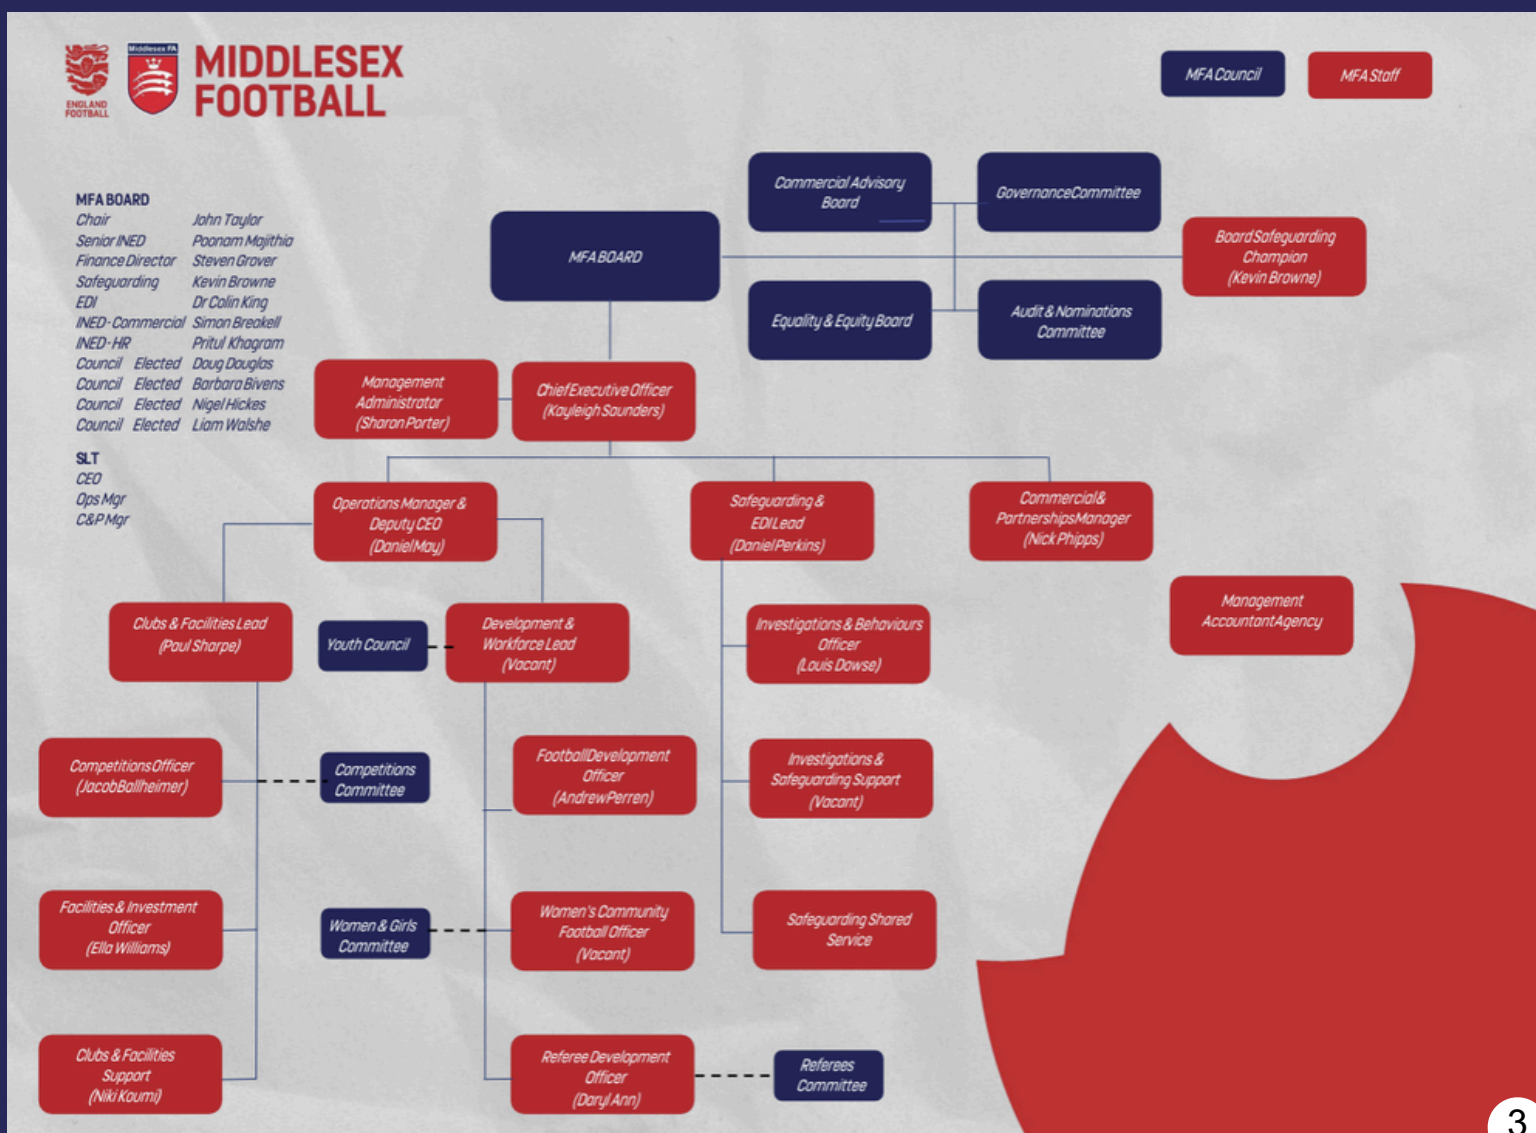 ENGLAND
FOOTBALL
Middlesex FA
MIDDLESEX
FOOTBALL
MFA Council
MFA Staff
MFA BOARD
Chair John Taylor
Senior INED Poonam Majithia
Finance Director Steven Grover
Safeguarding Kevin Browne
EDI Dr Colin King
INED-Commercial Simon Breakell
INED-HR Pritul Khagram
Council Elected Doug Douglas
Council Elected Barbara Bivens
Council Elected Nigel Hickes
Council Elected Liam Walshe
SLT
CEO
Ops Mgr
C&P Mgr
MFA BOARD
Commercial Advisory
Board
Governance Committee
Board Safeguarding
Champion
(Kevin Browne)
Equality & Equity Board
Audit & Nominations
Committee
Management
Administrator
(Sharon Porter)
Chief Executive Officer
(Kayleigh Saunders)
Operations Manager &
Deputy CEO
(Daniel May)
Safeguarding &
EDI Lead
(Daniel Perkins)
Commercial &
Partnerships Manager
(Nick Phipps)
Management
Accountant Agency
Clubs & Facilities Lead
(Paul Sharpe)
Youth Council
Development &
Workforce Lead
(Vacant)
Investigations & Behaviours
Officer
(Louis Dowse)
Competitions Officer
(Jacob Ballheimer)
Competitions
Committee
Football Development
Officer
(Andrew Perren)
Investigations &
Safeguarding Support
(Vacant)
Facilities & Investment
Officer
(Ella Williams)
Women & Girls
Committee
Women's Community
Football Officer
(Vacant)
Safeguarding Shared
Service
Clubs & Facilities
Support
(Niki Koumi)
Referee Development
Officer
(Daryl Ann)
Referees
Committee
3